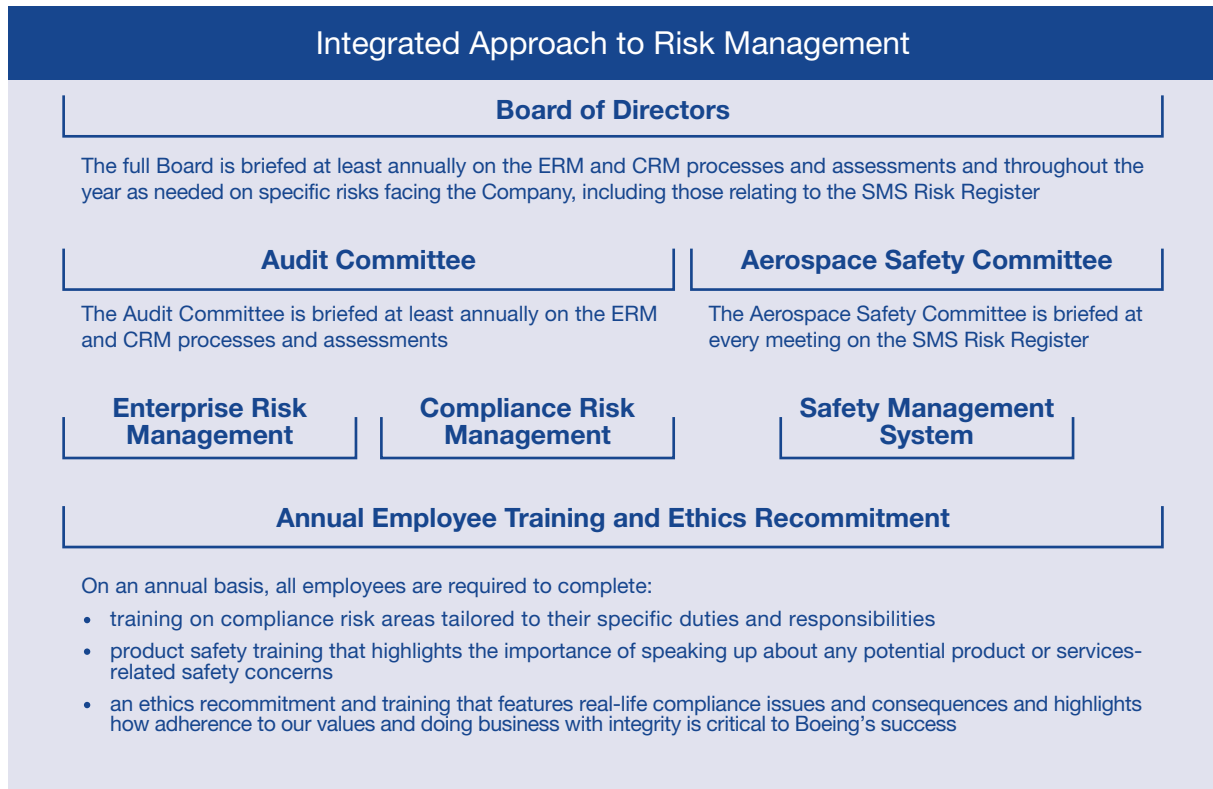 Integrated Approach to Risk Management
Board of Directors
The full Board is briefed at least annually on the ERM and CRM processes and assessments and throughout the
year as needed on specific risks facing the Company, including those relating to the SMS Risk Register
Audit Committee
The Audit Committee is briefed at least annually on the ERM
and CRM processes and assessments
Aerospace Safety Committee
The Aerospace Safety Committee is briefed at
every meeting on the SMS Risk Register
Enterprise Risk
Management
Compliance Risk
Management
Safety Management
System
Annual Employee Training and Ethics Recommitment
On an annual basis, all employees are required to complete:
• training on compliance risk areas tailored to their specific duties and responsibilities
• product safety training that highlights the importance of speaking up about any potential product or services-
related safety concerns
• an ethics recommitment and training that features real-life compliance issues and consequences and highlights
how adherence to our values and doing business with integrity is critical to Boeing’s success